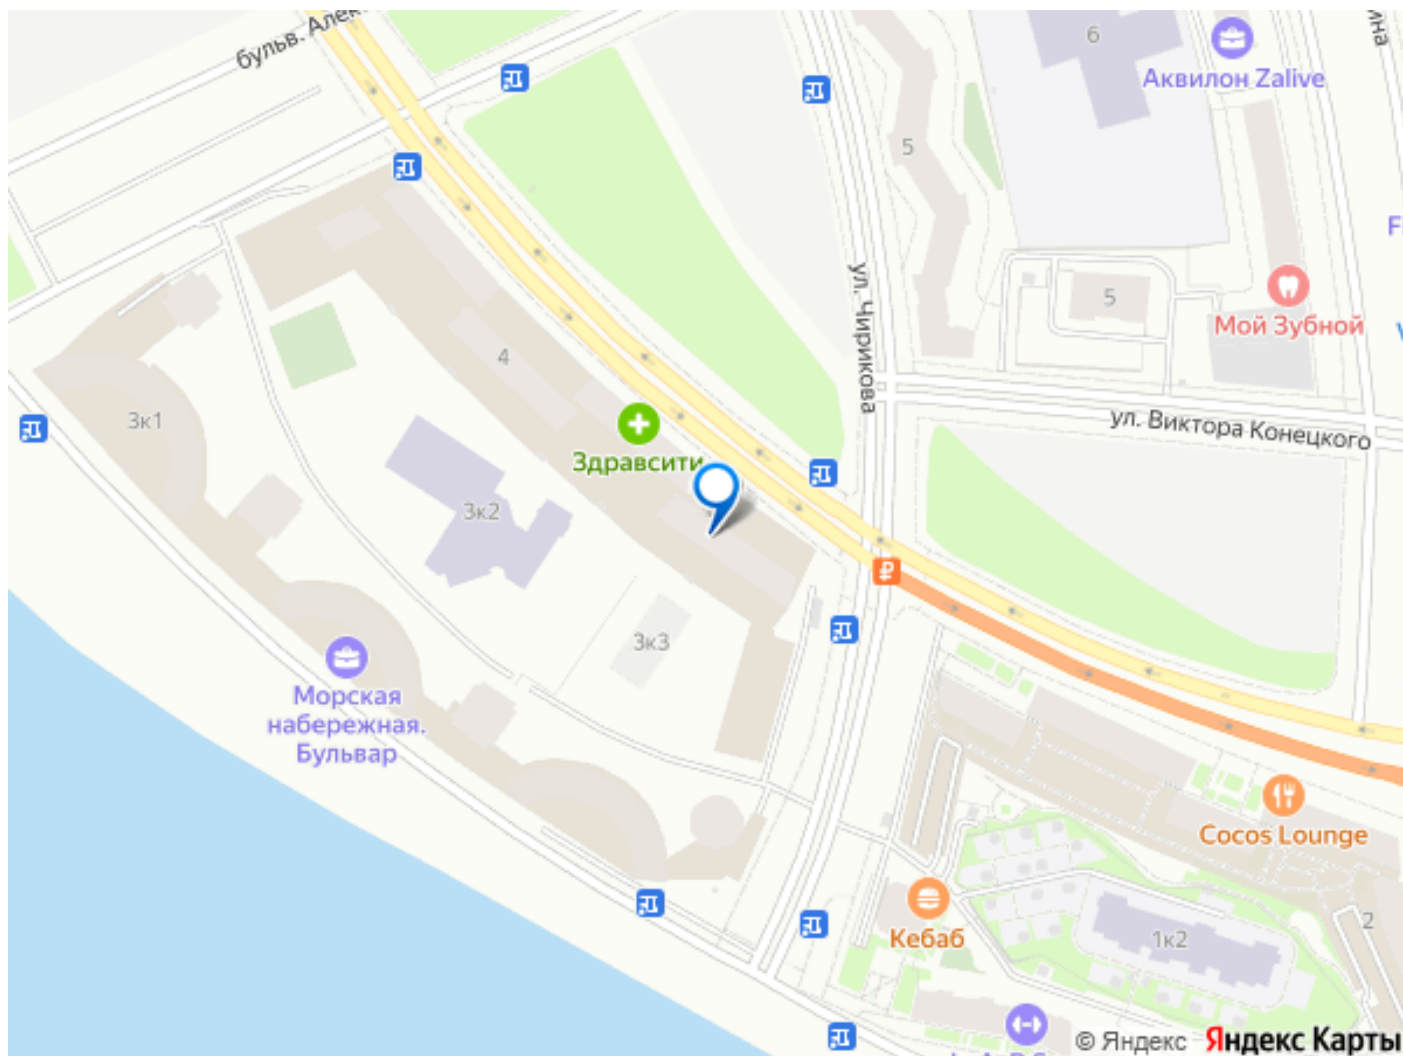 бульв. Алек
6
Аквилон Zalive
5
ул. Чирикова
5
Мой Зубной
4
3к1
Здравсити
ул. Виктора Конецкого
3к2
3к3
Морская
набережная.
Бульвар
Cocos Lounge
Кебаб
1к2
2
© Яндекс Яндекс Карты